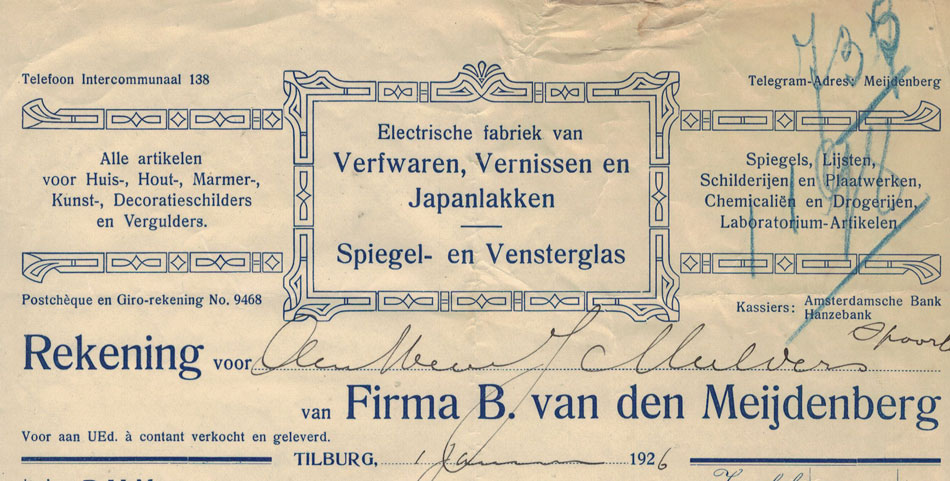 Telefoon Intercommunaal 138
Telegram-Adres: Meijdenberg
Alle artikelen
voor Huis-, Hout-, Marmer-,
Kunst-, Decoratieschilders
en Vergulders.
Electrische fabriek van
Verfwaren, Vernissen en
Japanlakken
Spiegel- en Vensterglas
Spiegels, Lijsten,
Schilderijen en Plaatwerken,
Chemicaliën en Drogerijen,
Laboratorium-Artikelen.
Postchèque en Giro-rekening No. 9468
Kassiers: Amsterdamsche Bank
Hanzebank
Rekening voor J Mulders
van Firma B. van den Meijdenberg
Voor aan UEd. à contant verkocht en geleverd.
TILBURG, 1 Januari 1926